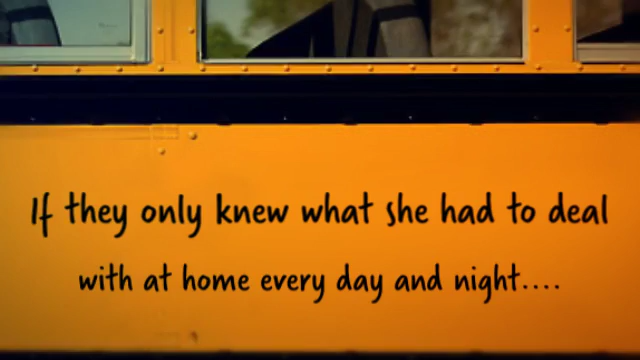 If they only knew what she had to deal
with at home every day and night....